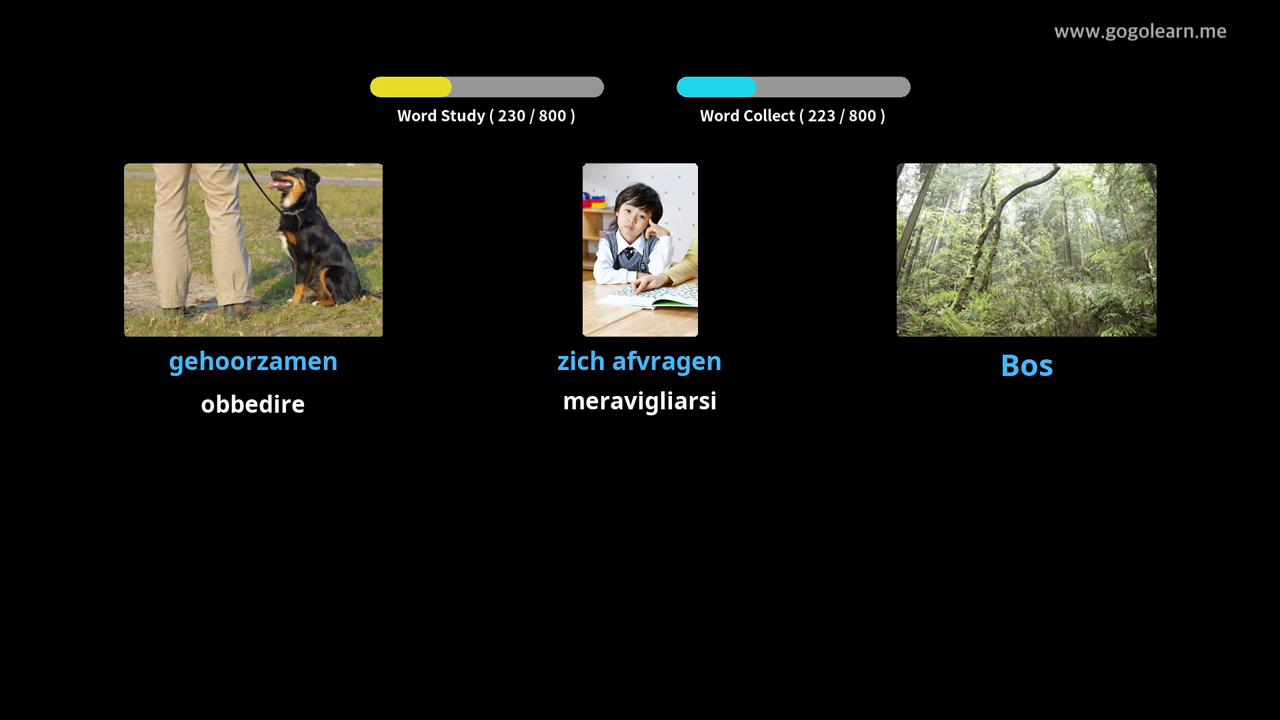 www.gogolearn.me
Word Study ( 230 / 800 )
Word Collect ( 223 / 800 )
gehoorzamen
obbedire
zich afvragen
meravigliarsi
Bos